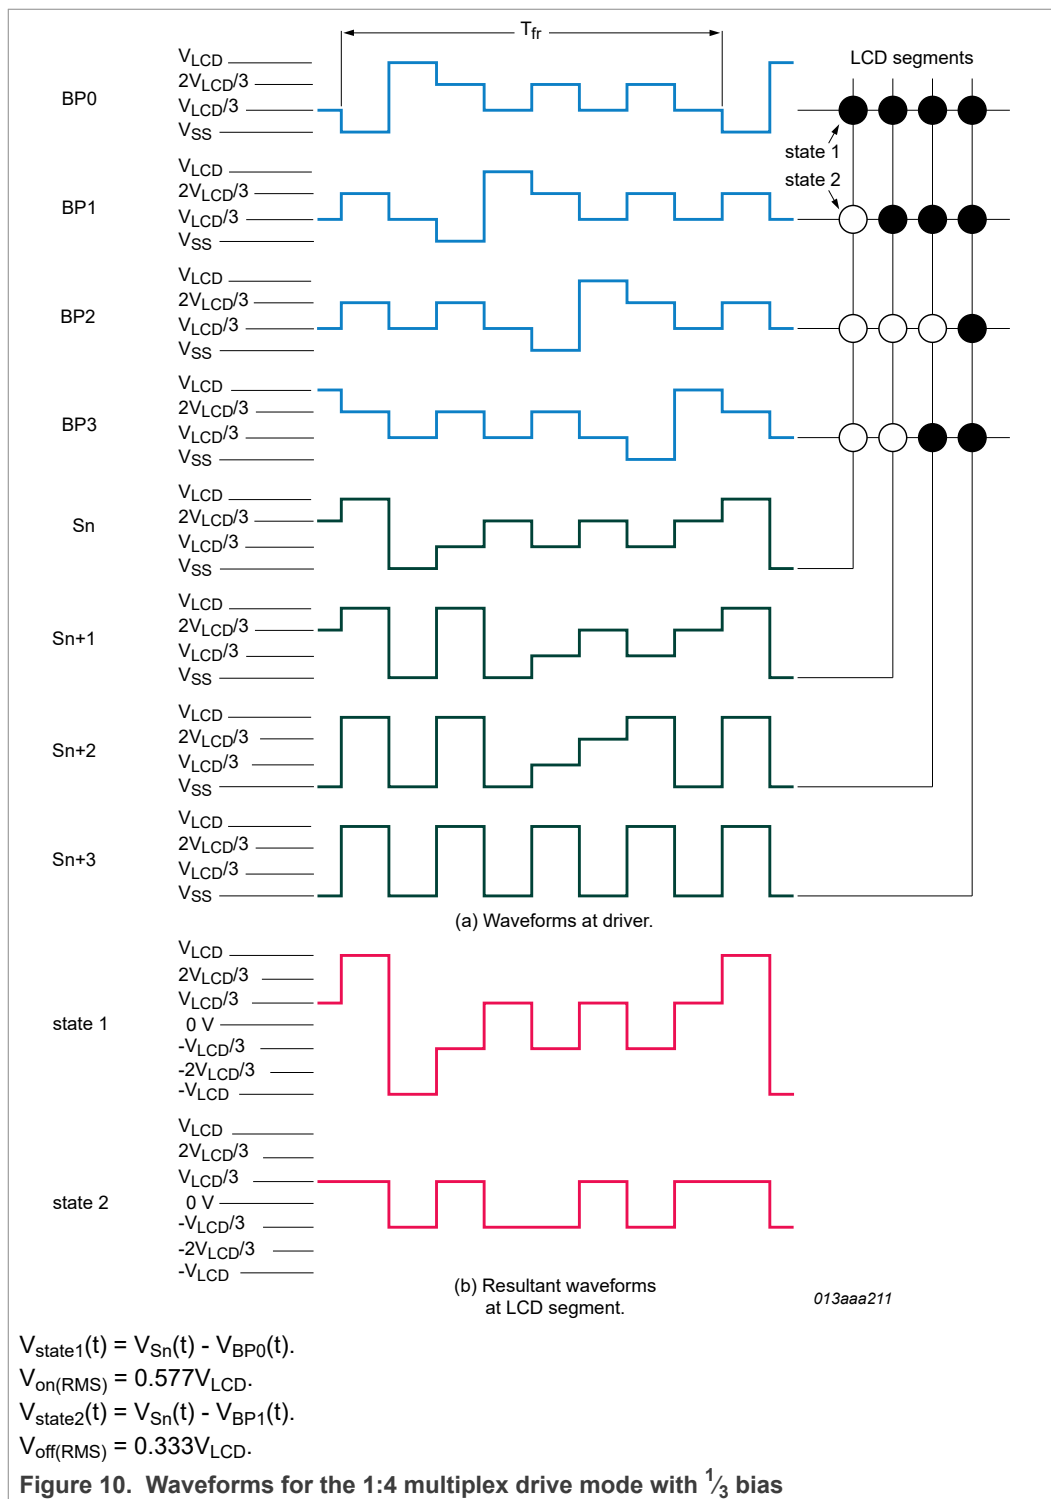 Tfr
LCD segments
BP0
VLCD
2VLCD/3
VLCD/3
VSS
state 1
state 2
BP1
VLCD
2VLCD/3
VLCD/3
VSS
BP2
VLCD
2VLCD/3
VLCD/3
VSS
BP3
VLCD
2VLCD/3
VLCD/3
VSS
Sn
VLCD
2VLCD/3
VLCD/3
VSS
Sn+1
VLCD
2VLCD/3
VLCD/3
VSS
Sn+2
VLCD
2VLCD/3
VLCD/3
VSS
Sn+3
VLCD
2VLCD/3
VLCD/3
VSS
(a) Waveforms at driver.
state 1
VLCD
2VLCD/3
VLCD/3
0 V
-VLCD/3
-2VLCD/3
-VLCD
state 2
VLCD
2VLCD/3
VLCD/3
0 V
-VLCD/3
-2VLCD/3
-VLCD
(b) Resultant waveforms
at LCD segment.
013aaa211
Vstate1(t) = VSn(t) - VBP0(t).
Von(RMS) = 0.577VLCD.
Vstate2(t) = VSn(t) - VBP1(t).
Voff(RMS) = 0.333VLCD.
Figure 10. Waveforms for the 1:4 multiplex drive mode with 1/3 bias